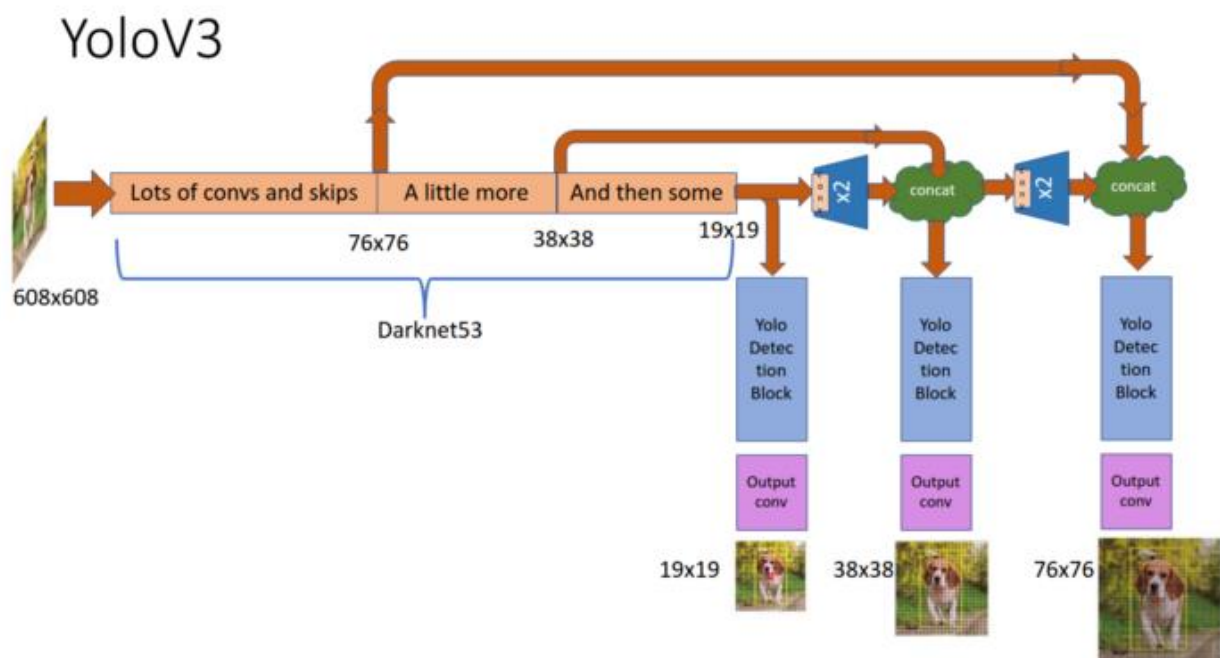 YoloV3
Lots of convs and skips
A little more
And then some
x2
concat
x2
concat
76x76
38x38
19x19
608x608
Darknet53
Yolo
Detec
tion
Block
Yolo
Detec
tion
Block
Yolo
Detec
tion
Block
Output
conv
Output
conv
Output
conv
19x19
38x38
76x76